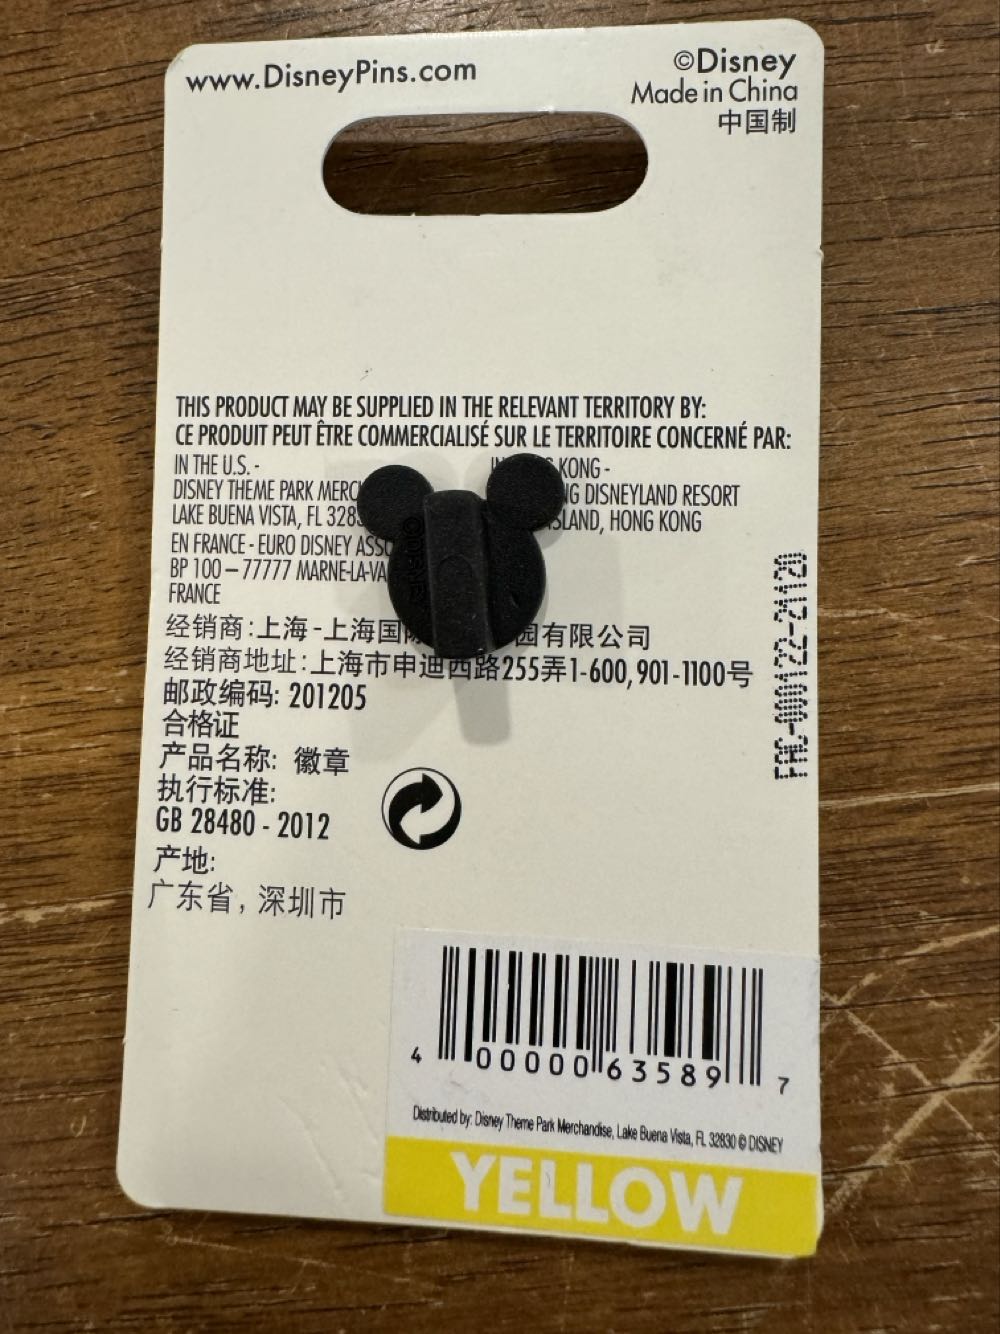 www.DisneyPins.com
©Disney
Made in China
中国制
THIS PRODUCT MAY BE SUPPLIED IN THE RELEVANT TERRITORY BY:
CE PRODUIT PEUT ÊTRE COMMERCIALISÉ SUR LE TERRITOIRE CONCERNÉ PAR:
IN THE U.S. -
DISNEY THEME PARK
LAKE BUENA VISTA, FL
EN FRANCE - EURO DISNEY
BP 100 – 77777
FRANCE
KONG -
DISNEYLAND RESORT
HONG KONG
经销商:上海-上海国 园有限公司
经销商地址:上海市申迪西路255弄1-600,901-1100号
邮政编码: 201205
合格证
产品名称: 徽章
执行标准:
GB 28480 - 2012
产地:
广东省, 深圳市
FAC-000122-24120
4 00000 63589 7
Distributed by: Disney Theme Park Merchandise, Lake Buena Vista, FL 32830 © DISNEY
YELLOW